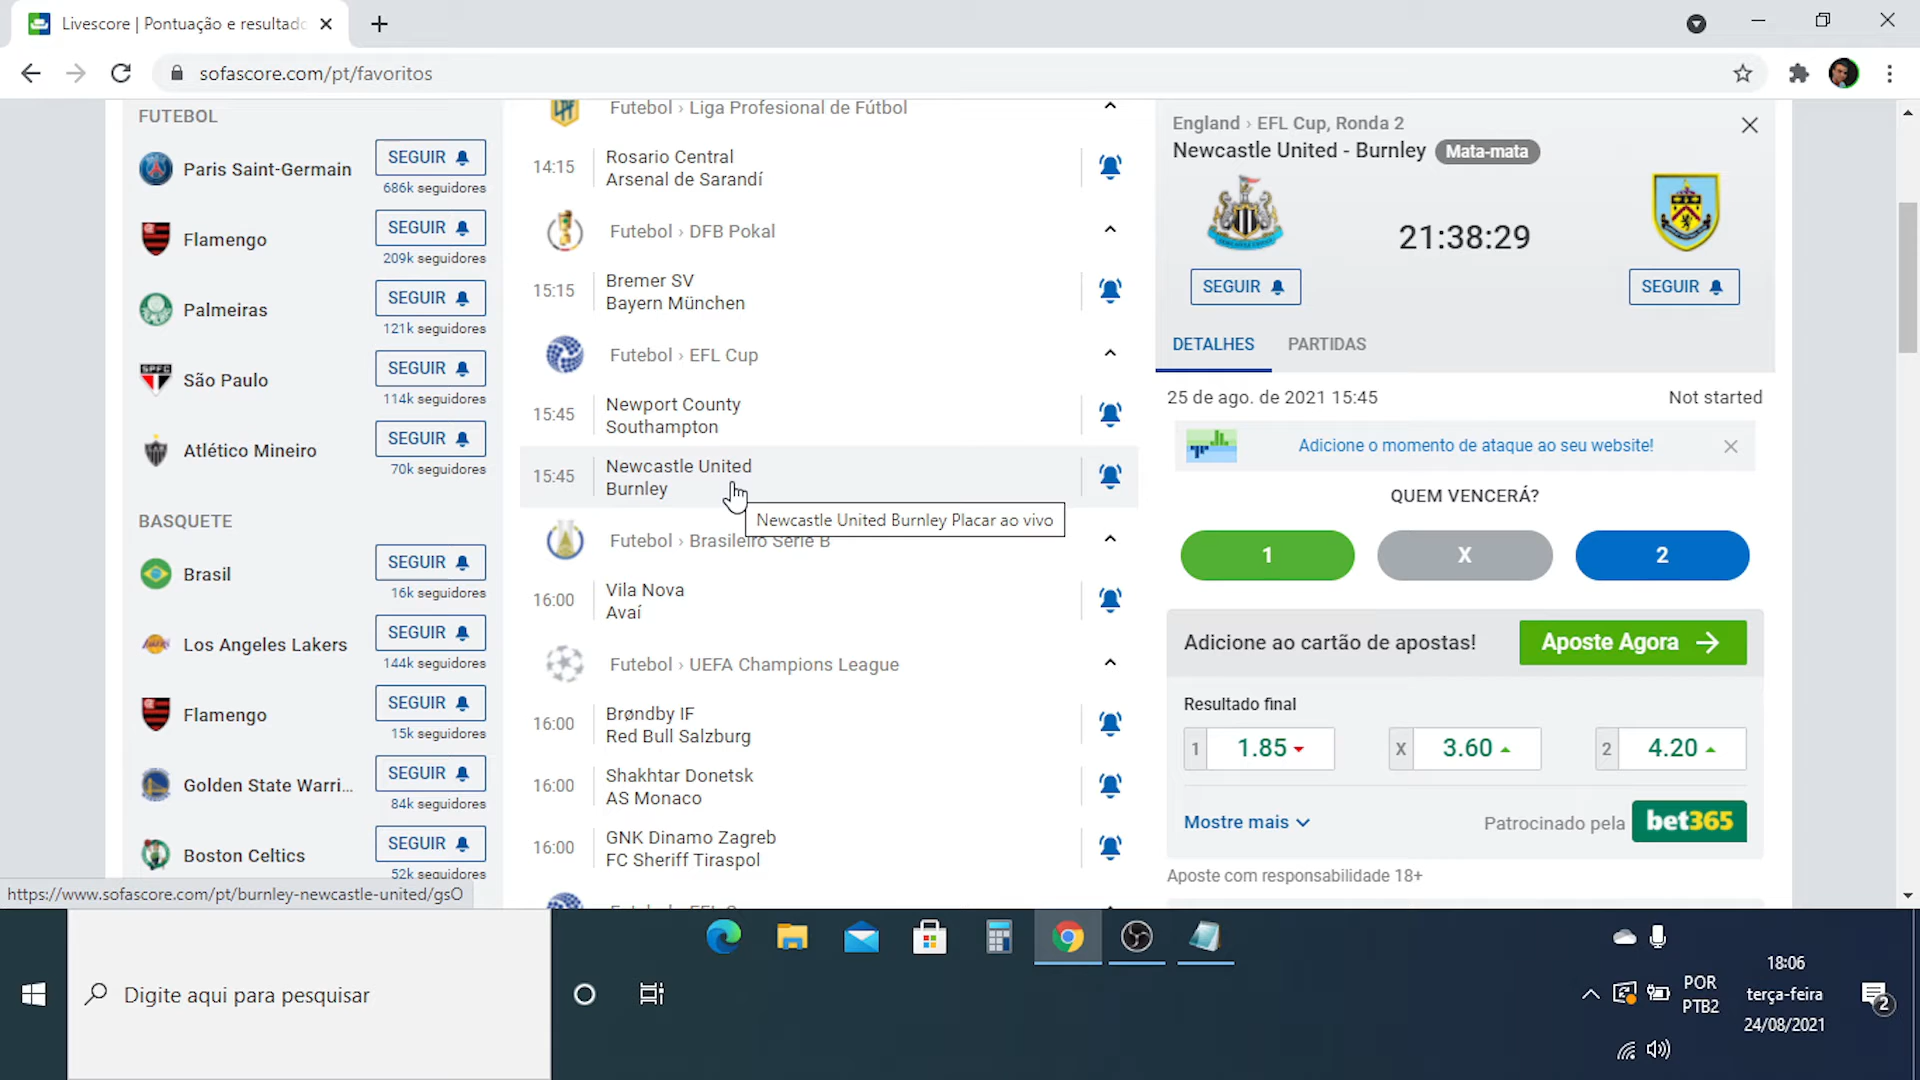 Livescore | Pontuação e resultado
sofascore.com/pt/favoritos
FUTEBOL
Paris Saint-Germain
SEGUIR
686k seguidores
Flamengo
SEGUIR
209k seguidores
Palmeiras
SEGUIR
121k seguidores
São Paulo
SEGUIR
114k seguidores
Atlético Mineiro
SEGUIR
70k seguidores
BASQUETE
Brasil
SEGUIR
16k seguidores
Los Angeles Lakers
SEGUIR
144k seguidores
Flamengo
SEGUIR
15k seguidores
Golden State Warri...
SEGUIR
84k seguidores
Boston Celtics
SEGUIR
52k seguidores
https://www.sofascore.com/pt/burnley-newcastle-united/gsO
Futebol › Liga Profesional de Fútbol
14:15
Rosario Central
Arsenal de Sarandí
Futebol › DFB Pokal
15:15
Bremer SV
Bayern München
Futebol › EFL Cup
15:45
Newport County
Southampton
15:45
Newcastle United
Burnley
Newcastle United Burnley Placar ao vivo
Futebol › Brasileiro Série B
16:00
Vila Nova
Avaí
Futebol › UEFA Champions League
16:00
Brøndby IF
Red Bull Salzburg
16:00
Shakhtar Donetsk
AS Monaco
16:00
GNK Dinamo Zagreb
FC Sheriff Tiraspol
England › EFL Cup, Ronda 2
Newcastle United - Burnley Mata-mata
21:38:29
SEGUIR
SEGUIR
DETALHES PARTIDAS
25 de ago. de 2021 15:45 Not started
Adicione o momento de ataque ao seu website!
QUEM VENCERÁ?
1 X 2
Adicione ao cartão de apostas! Aposte Agora
Resultado final
1 1.85 X 3.60 2 4.20
Mostre mais Patrocinado pela bet365
Aposte com responsabilidade 18+
Digite aqui para pesquisar
POR
PTB2
18:06
terça-feira
24/08/2021
2